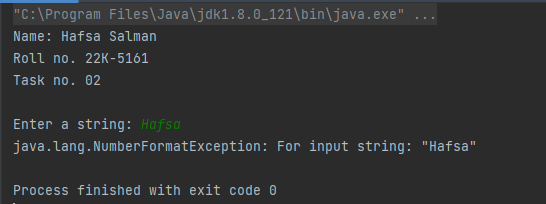 "C:\Program Files\Java\jdk1.8.0_121\bin\java.exe" ...
Name: Hafsa Salman
Roll no. 22K-5161
Task no. 02
Enter a string: Hafsa
java.lang.NumberFormatException: For input string: "Hafsa"
Process finished with exit code 0